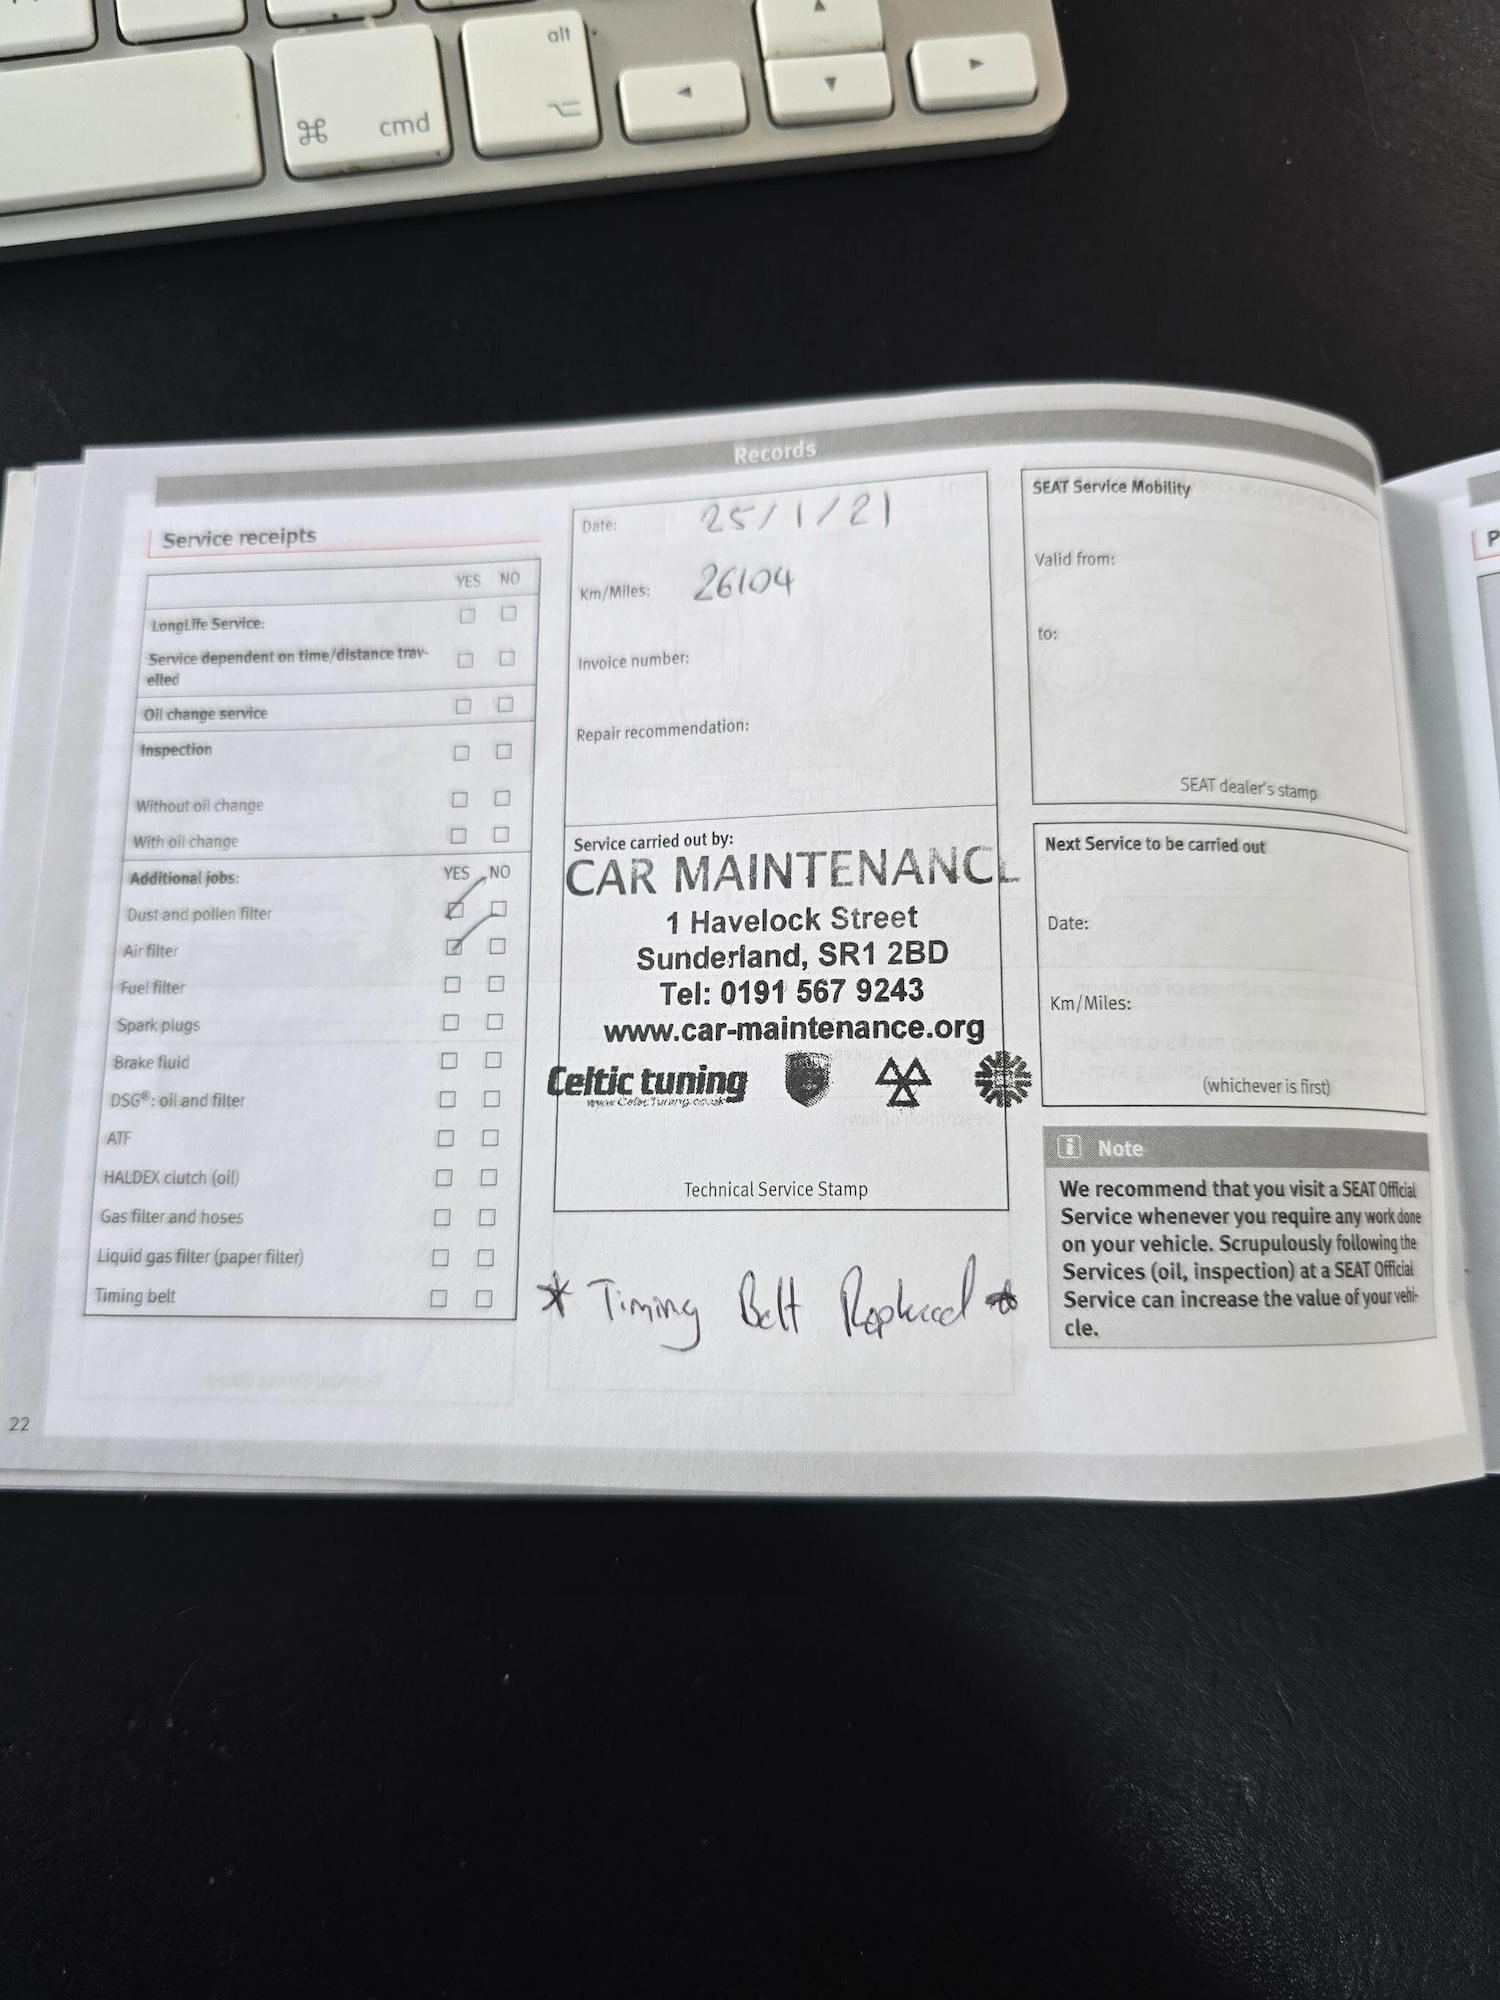 alt
cmd
Records
Service receipts
YES NO
LongLife Service:
Service dependent on time/distance trav-
elled
Oil change service
Inspection
Without oil change
With oil change
Additional jobs: YES NO
Dust and pollen filter
Air filter
Fuel filter
Spark plugs
Brake fluid
DSG®: oil and filter
ATF
HALDEX clutch (oil)
Gas filter and hoses
Liquid gas filter (paper filter)
Timing belt
22
Date: 25/1/21
Km/Miles: 26104
Invoice number:
Repair recommendation:
Service carried out by:
CAR MAINTENANCE
1 Havelock Street
Sunderland, SR1 2BD
Tel: 0191 567 9243
www.car-maintenance.org
Celtic tuning
www.CelticTuning.co.uk
Technical Service Stamp
* Timing Belt Replaced *
SEAT Service Mobility
Valid from:
to:
SEAT dealer's stamp
Next Service to be carried out
Date:
Km/Miles:
(whichever is first)
i Note
We recommend that you visit a SEAT Official
Service whenever you require any work done
on your vehicle. Scrupulously following the
Services (oil, inspection) at a SEAT Official
Service can increase the value of your vehi-
cle.
P